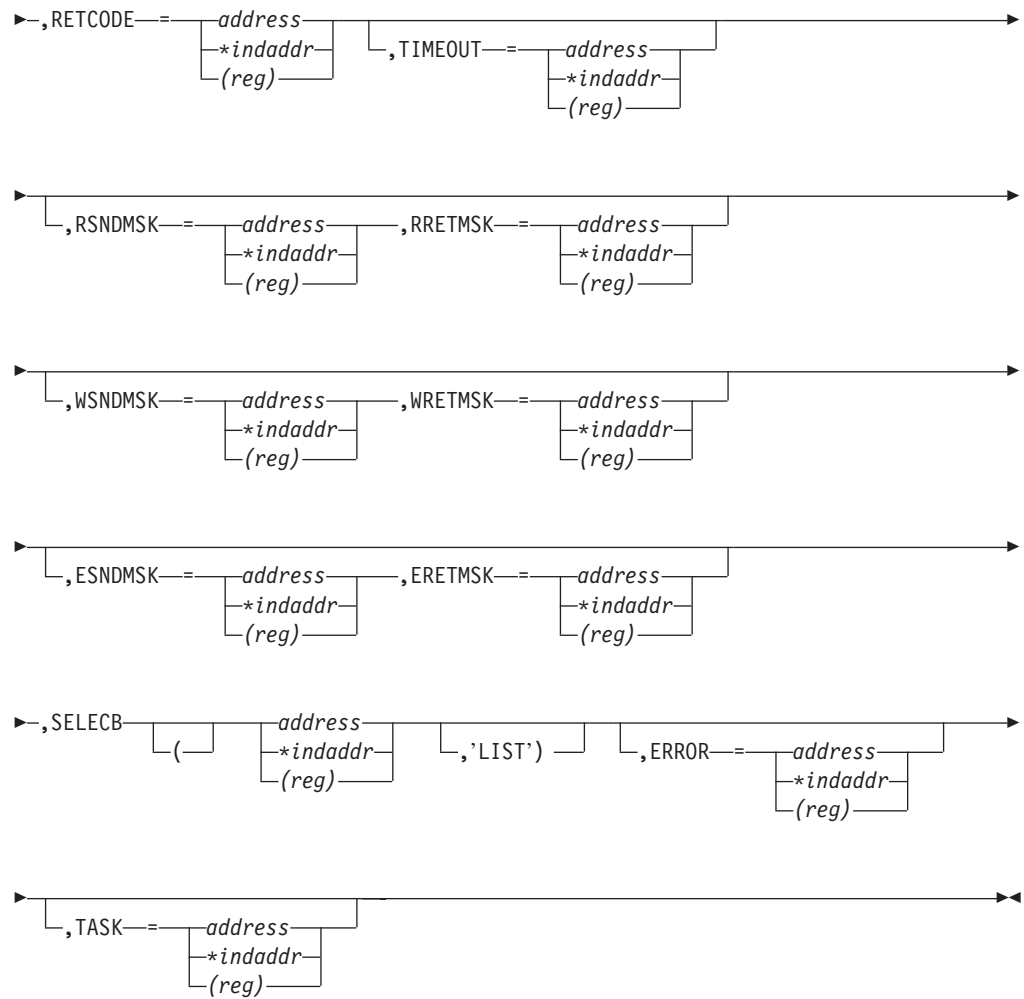 ,RETCODE = address ,TIMEOUT = address
*indaddr *indaddr
(reg) (reg)
,RSNDMSK = address ,RRETMSK = address
*indaddr *indaddr
(reg) (reg)
,WSNDMSK = address ,WRETMSK = address
*indaddr *indaddr
(reg) (reg)
,ESNDMSK = address ,ERETMSK = address
*indaddr *indaddr
(reg) (reg)
,SELECB ( address ,'LIST') ,ERROR = address
*indaddr *indaddr
(reg) (reg)
,TASK = address
*indaddr
(reg)